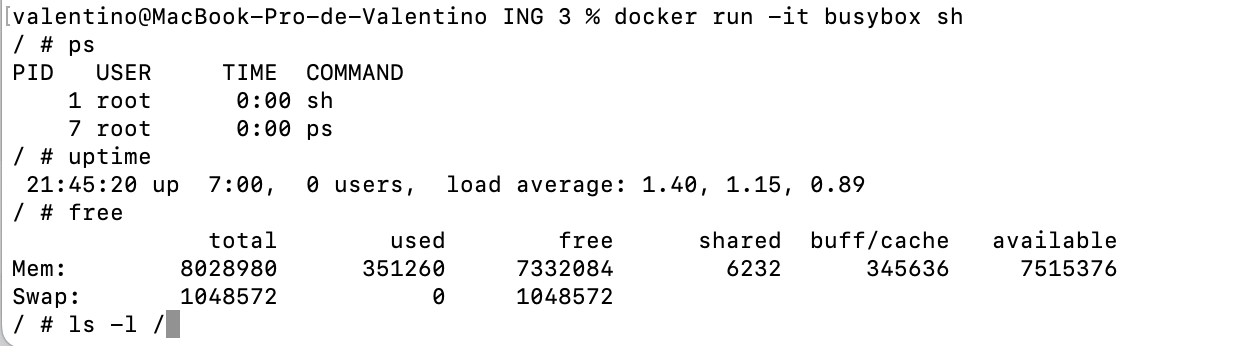 [valentino@MacBook-Pro-de-Valentino ING 3 % docker run -it busybox sh
/ # ps
PID   USER     TIME  COMMAND
    1 root      0:00 sh
    7 root      0:00 ps
/ # uptime
 21:45:20 up  7:00,  0 users,  load average: 1.40, 1.15, 0.89
/ # free
              total        used        free      shared  buff/cache   available
Mem:        8028980      351260     7332084        6232      345636     7515376
Swap:       1048572           0     1048572
/ # ls -l /